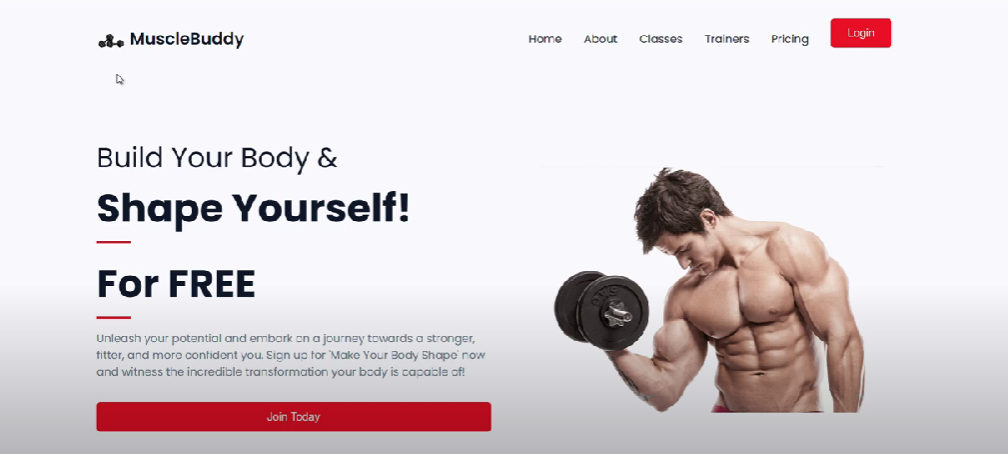 MuscleBuddy
Home About Classes Trainers Pricing Login
Build Your Body &
Shape Yourself!
For FREE
Unleash your potential and embark on a journey towards a stronger,
fitter, and more confident you. Sign up for 'Make Your Body Shape' now
and witness the incredible transformation your body is capable of!
Join Today